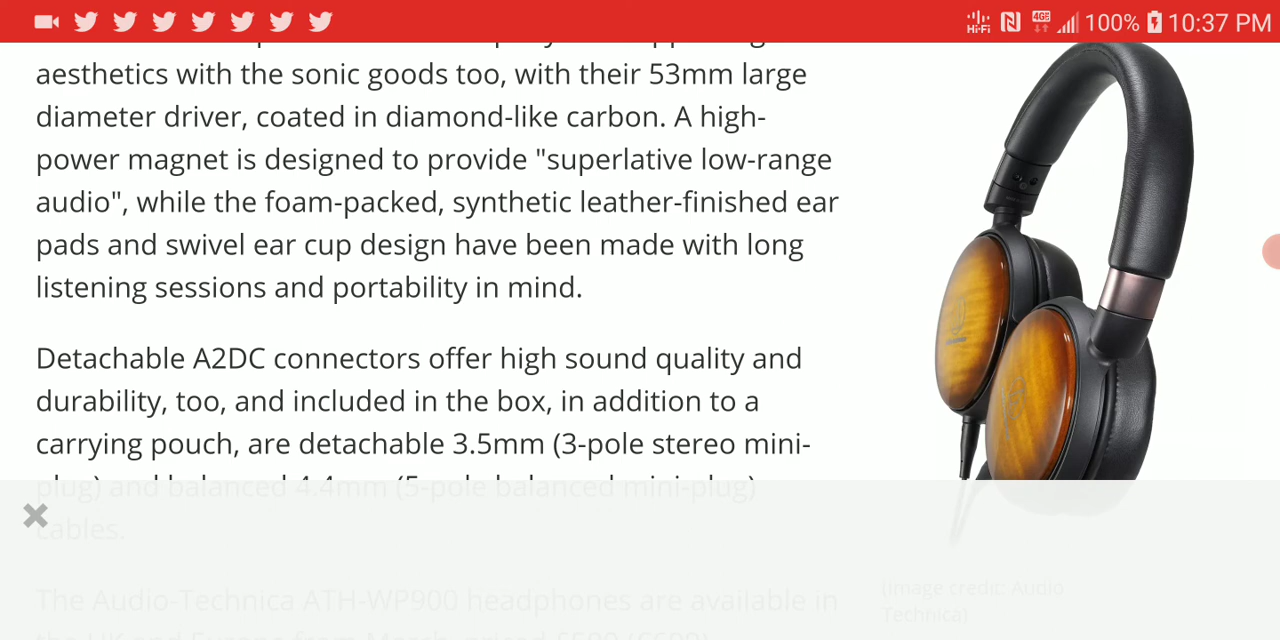 Hi-Fi 4GE 100% 10:37 PM
aesthetics with the sonic goods too, with their 53mm large
diameter driver, coated in diamond-like carbon. A high-
power magnet is designed to provide "superlative low-range
audio", while the foam-packed, synthetic leather-finished ear
pads and swivel ear cup design have been made with long
listening sessions and portability in mind.
Detachable A2DC connectors offer high sound quality and
durability, too, and included in the box, in addition to a
carrying pouch, are detachable 3.5mm (3-pole stereo mini-
plug) and balanced 4.4mm (5-pole balanced mini-plug)
cables.
The Audio-Technica ATH-WP900 headphones are available in
(Image credit: Audio
Technica)